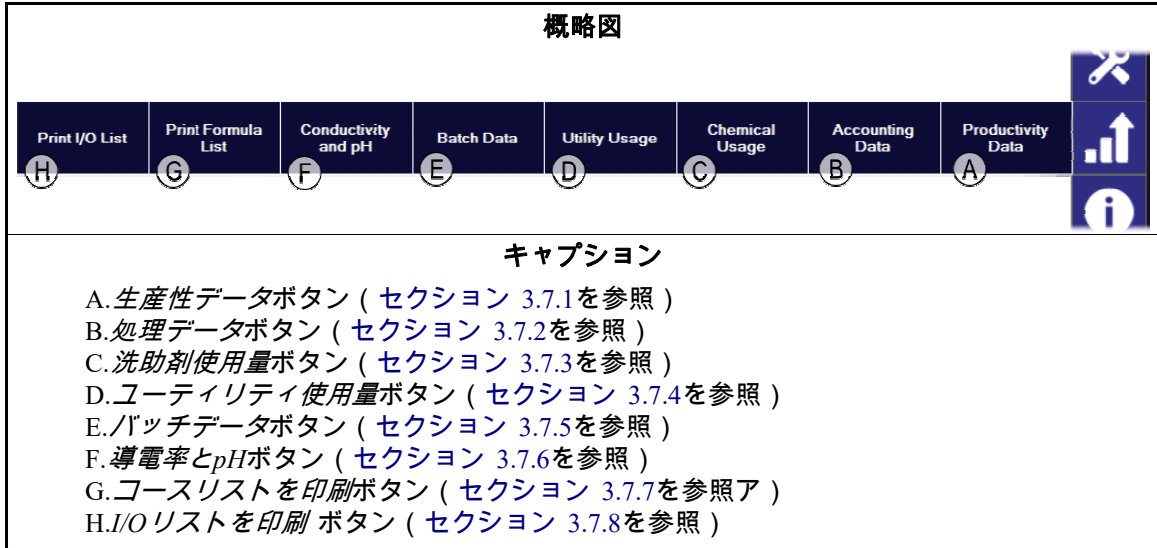 概略図
Print I/O List
Print Formula
List
Conductivity
and pH
Batch Data
Utility Usage
Chemical
Usage
Accounting
Data
Productivity
Data
H
G
F
E
D
C
B
A
i
キャプション
A.生産性データボタン（セクション 3.7.1を参照）
B.処理データボタン（セクション 3.7.2を参照）
C.洗助剤使用量ボタン（セクション 3.7.3を参照）
D.ユーティリティ使用量ボタン（セクション 3.7.4を参照）
E.バッチデータボタン（セクション 3.7.5を参照）
F.導電率とpHボタン（セクション 3.7.6を参照）
G.コースリストを印刷ボタン（セクション 3.7.7を参照ア）
H.I/Oリストを印刷 ボタン（セクション 3.7.8を参照）